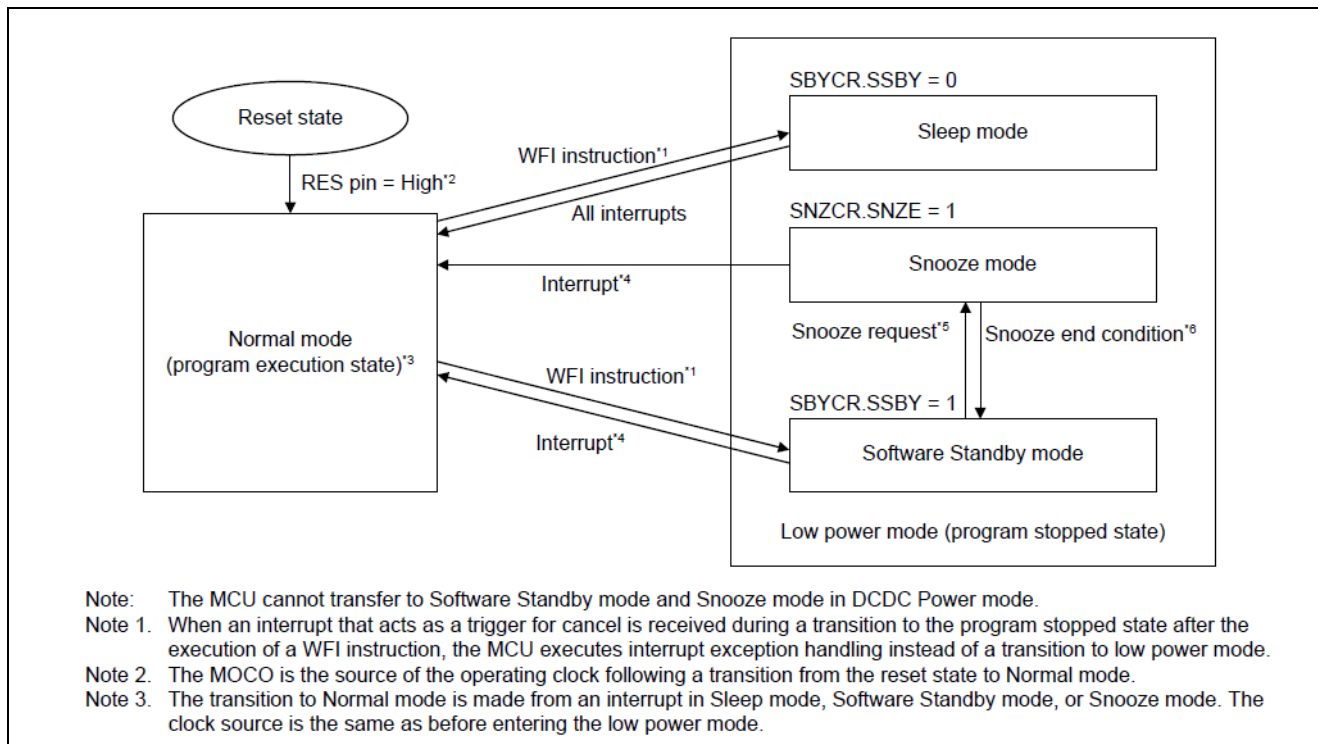 SBYCR.SSBY = 0
Reset state
Sleep mode
WFI instruction*1
RES pin = High*2
All interrupts
SNZCR.SNZE = 1
Snooze mode
Interrupt*4
Normal mode
(program execution state)*3
Snooze request*5
Snooze end condition*6
WFI instruction*1
SBYCR.SSBY = 1
Interrupt*4
Software Standby mode
Low power mode (program stopped state)
Note: The MCU cannot transfer to Software Standby mode and Snooze mode in DCDC Power mode.
Note 1. When an interrupt that acts as a trigger for cancel is received during a transition to the program stopped state after the
execution of a WFI instruction, the MCU executes interrupt exception handling instead of a transition to low power mode.
Note 2. The MOCO is the source of the operating clock following a transition from the reset state to Normal mode.
Note 3. The transition to Normal mode is made from an interrupt in Sleep mode, Software Standby mode, or Snooze mode. The
clock source is the same as before entering the low power mode.